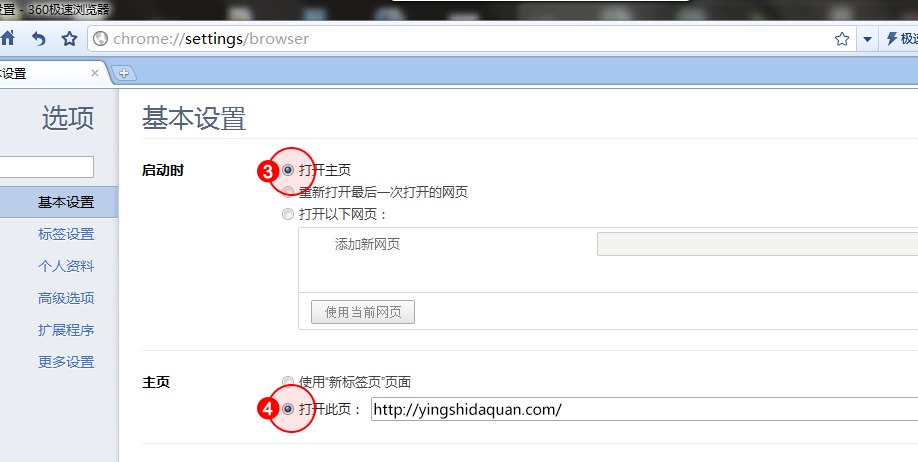 设置 - 360极速浏览器
chrome://settings/browser
极速
本设置
选项
基本设置
标签设置
个人资料
高级选项
扩展程序
更多设置
基本设置
启动时
3
打开主页
重新打开最后一次打开的网页
打开以下网页：
添加新网页
使用当前网页
主页
使用“新标签页”页面
4
打开此页：
http://yingshidaquan.com/